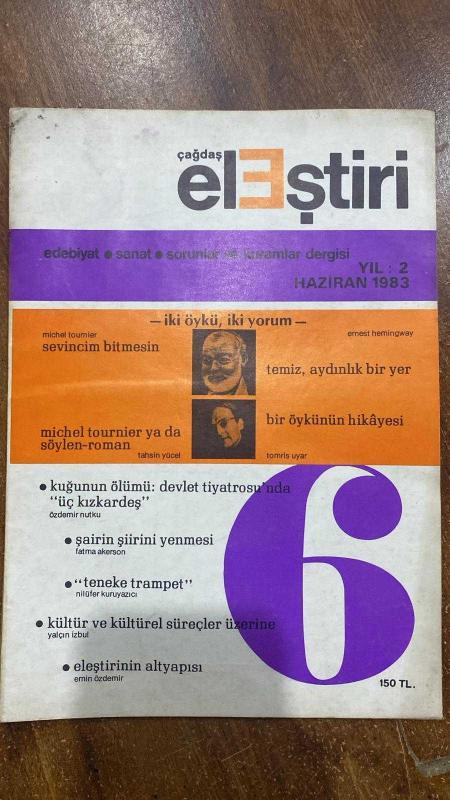 çağdaş
elEştiri
edebiyat • sanat • sorunlar ve kuramlar dergisi
YIL : 2
HAZİRAN 1983
— iki öykü, iki yorum —
michel tournier
sevincim bitmesin
ernest hemingway
temiz, aydınlık bir yer
michel tournier ya da
söylen-roman
tahsin yücel
bir öykünün hikâyesi
tomris uyar
• kuğunun ölümü: devlet tiyatrosu'nda
"üç kızkardeş"
özdemir nutku
• şairin şiirini yenmesi
fatma akerson
• "teneke trampet"
nilüfer kuruyazıcı
• kültür ve kültürel süreçler üzerine
yalçın izbul
• eleştirinin altyapısı
emin özdemir
6
150 TL.